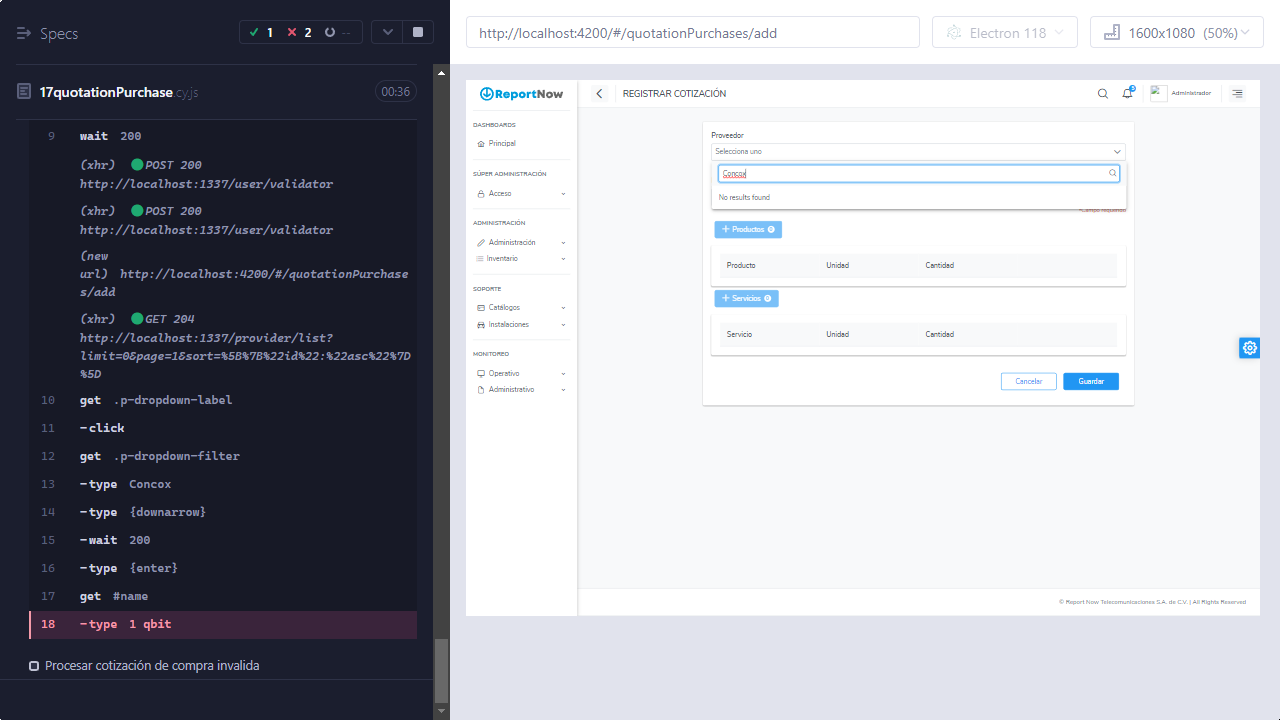 Specs
1
2
--
17quotationPurchase.cy.js
00:36
9 wait 200
(xhr) POST 200
http://localhost:1337/user/validator
(xhr) POST 200
http://localhost:1337/user/validator
(new
url) http://localhost:4200/#/quotationPurchase
s/add
(xhr) GET 204
http://localhost:1337/provider/list?
limit=0&page=1&sort=%5B%7B%22id%22:%22asc%22%7D
%5D
10 get .p-dropdown-label
11 -click
12 get .p-dropdown-filter
13 -type Concox
14 -type {downarrow}
15 -wait 200
16 -type {enter}
17 get #name
18 -type 1 qbit
Procesar cotización de compra invalida
http://localhost:4200/#/quotationPurchases/add
Electron 118
1600x1080 (50%)
ReportNow
DASHBOARDS
Principal
SÚPER ADMINISTRACIÓN
Acceso
ADMINISTRACIÓN
Administración
Inventario
SOPORTE
Catálogos
Instalaciones
MONITOREO
Operativo
Administrativo
REGISTRAR COTIZACIÓN
Administrador
Proveedor
Selecciona uno
Concox
No results found
*Campo requerido
Productos 0
Producto Unidad Cantidad
Servicios 0
Servicio Unidad Cantidad
Cancelar
Guardar
© Report Now Telecomunicaciones S.A. de C.V. | All Rights Reserved